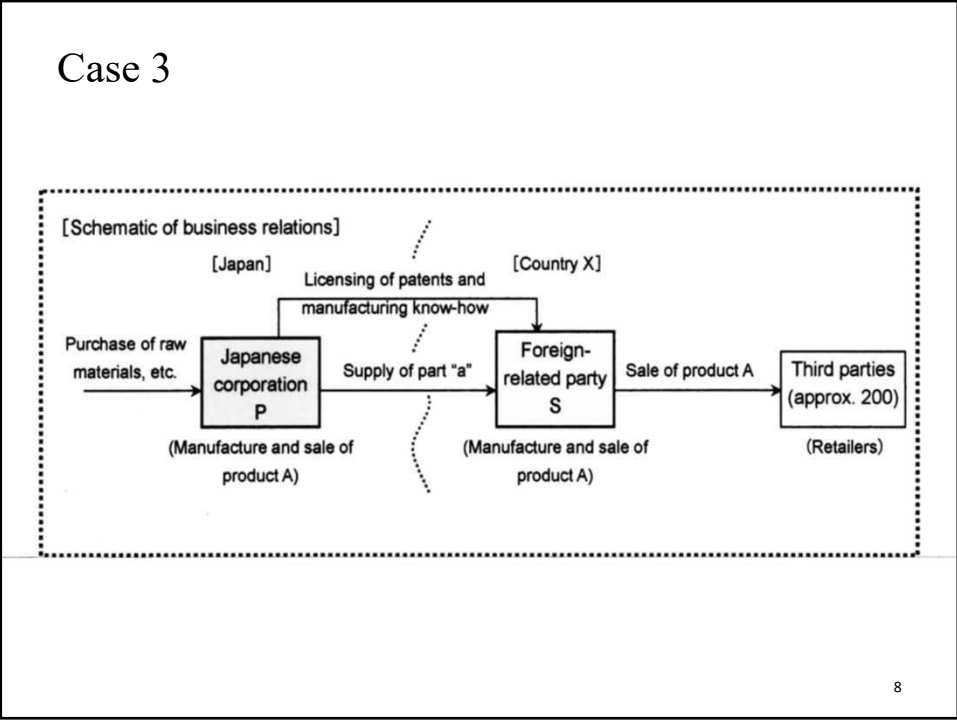 Case 3
[Schematic of business relations]
[Japan]
[Country X]
Licensing of patents and
manufacturing know-how
Purchase of raw
materials, etc.
Japanese
corporation
P
Supply of part "a"
Foreign-
related party
S
Sale of product A
Third parties
(approx. 200)
(Manufacture and sale of
product A)
(Manufacture and sale of
product A)
(Retailers)
8